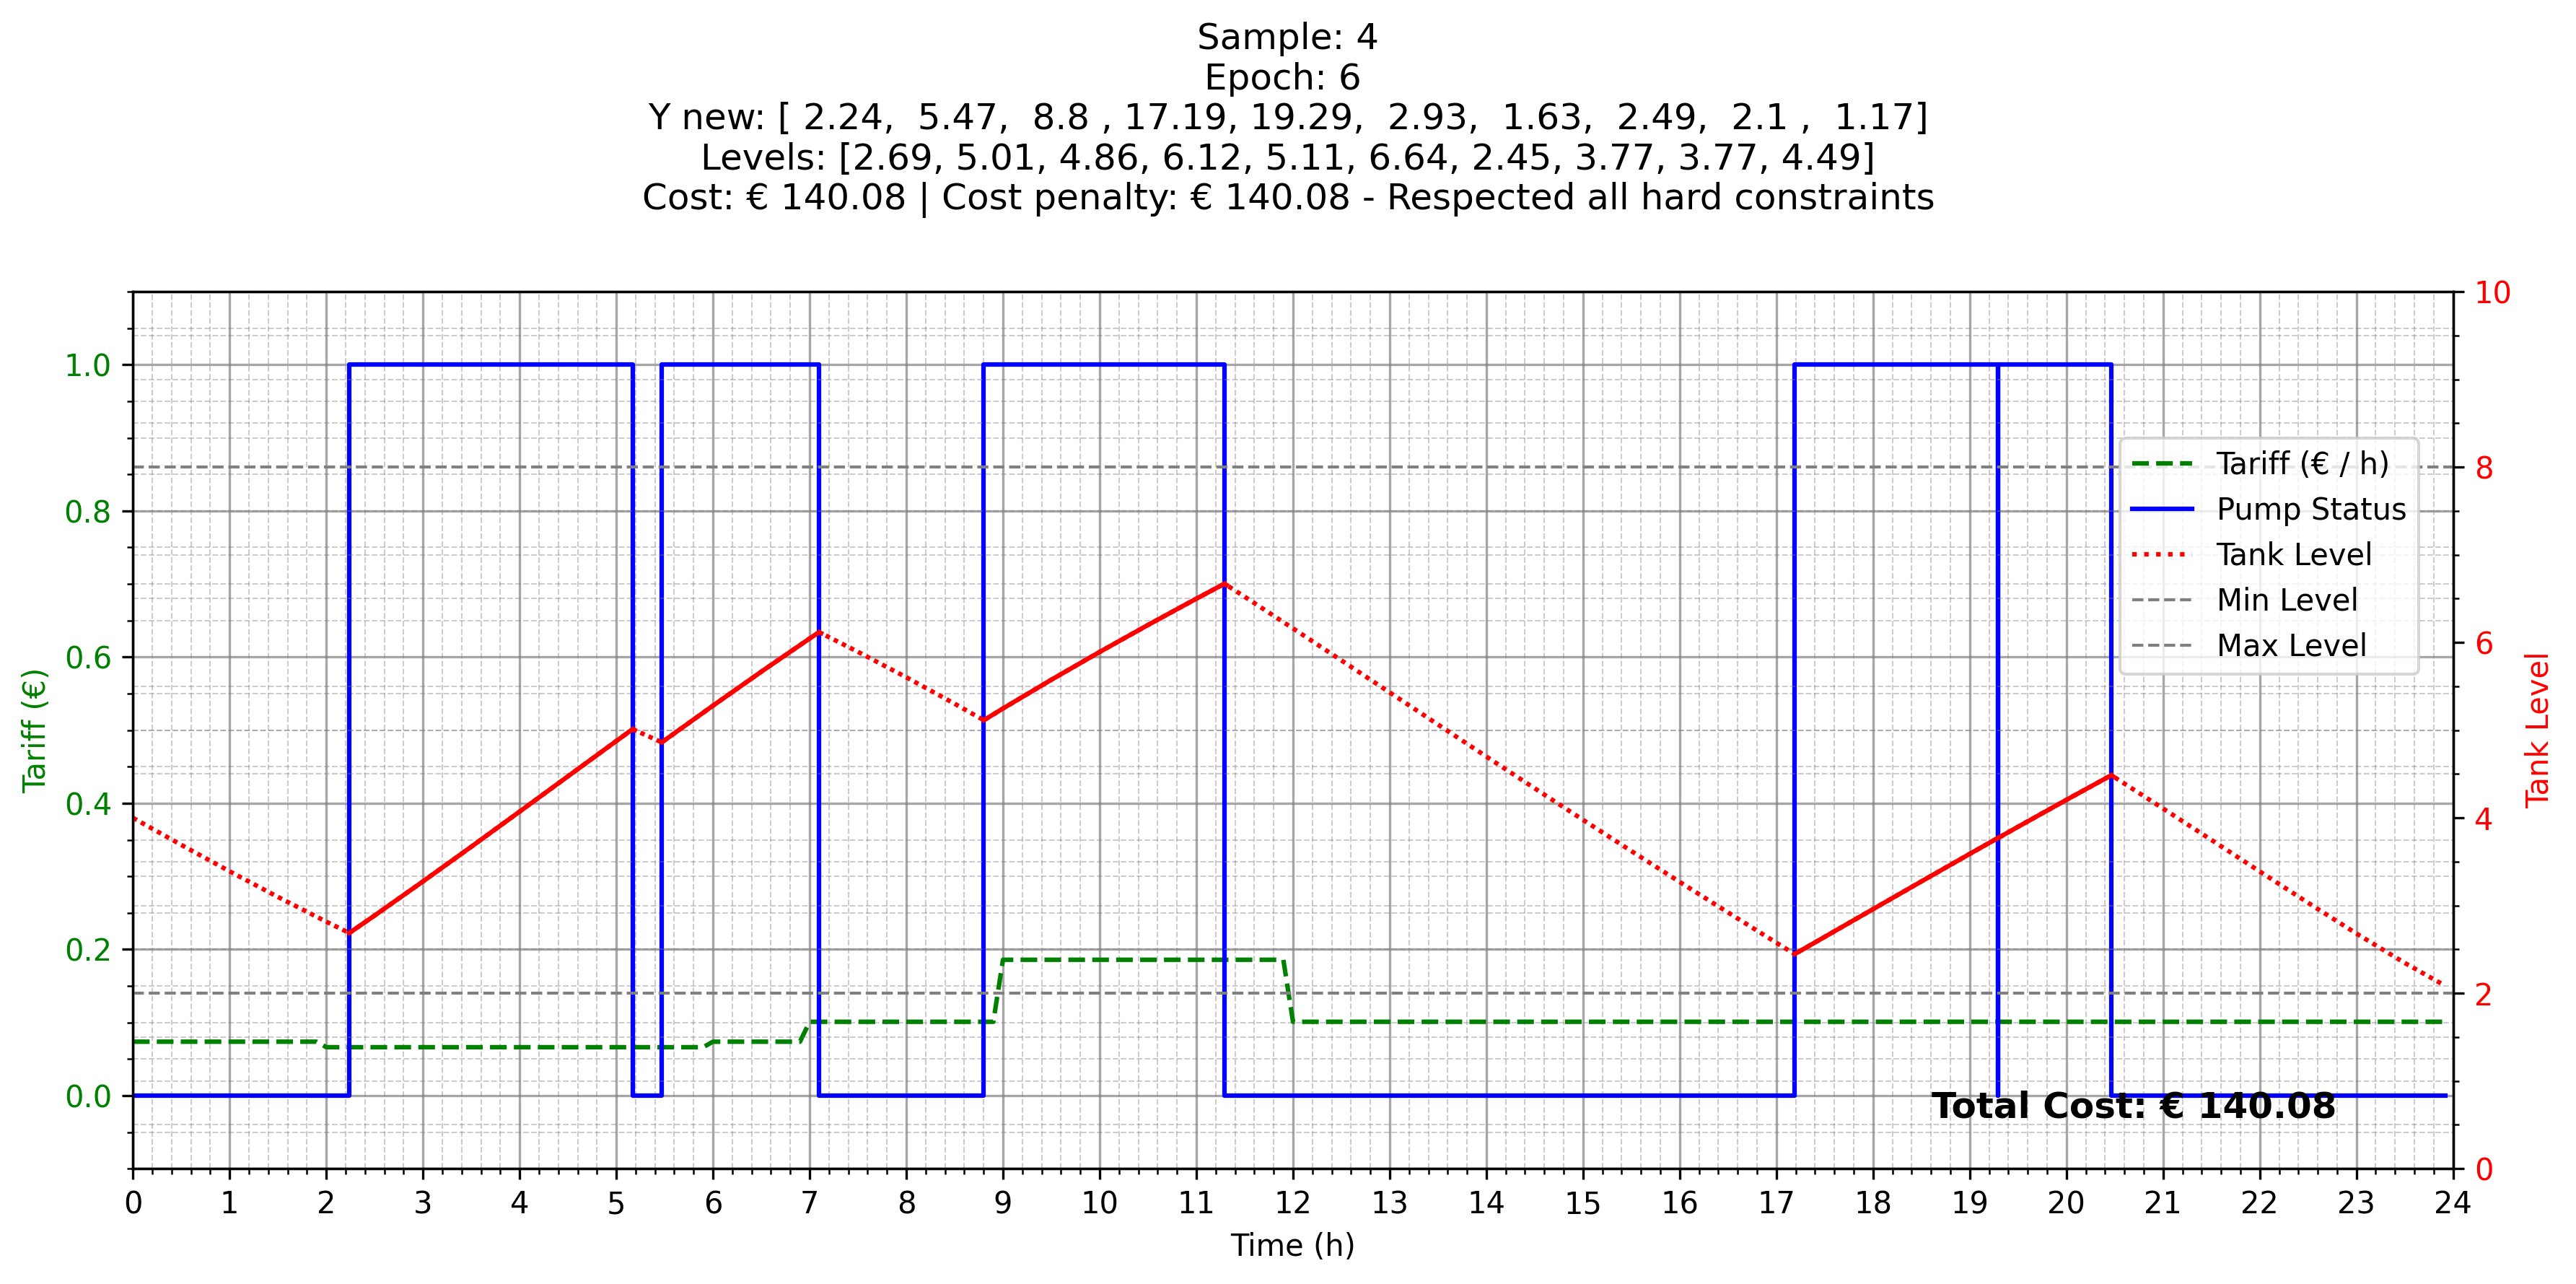 Sample: 4
Epoch: 6
Y new: [ 2.24,  5.47,  8.8 , 17.19, 19.29,  2.93,  1.63,  2.49,  2.1 ,  1.17]
Levels: [2.69, 5.01, 4.86, 6.12, 5.11, 6.64, 2.45, 3.77, 3.77, 4.49]
Cost: € 140.08 | Cost penalty: € 140.08 - Respected all hard constraints
1.0
0.8
0.6
0.4
0.2
0.0
Tariff (€)
10
8
6
4
2
0
Tank Level
Tariff (€ / h)
Pump Status
Tank Level
Min Level
Max Level
Total Cost: € 140.08
0 1 2 3 4 5 6 7 8 9 10 11 12 13 14 15 16 17 18 19 20 21 22 23 24
Time (h)